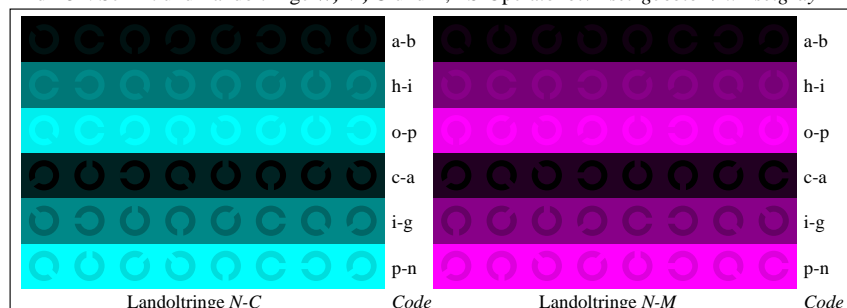 a-b a-b
h-i h-i
o-p o-p
c-a c-a
i-g i-g
p-n p-n
Landoltringe N-C Code Landoltringe N-M Code